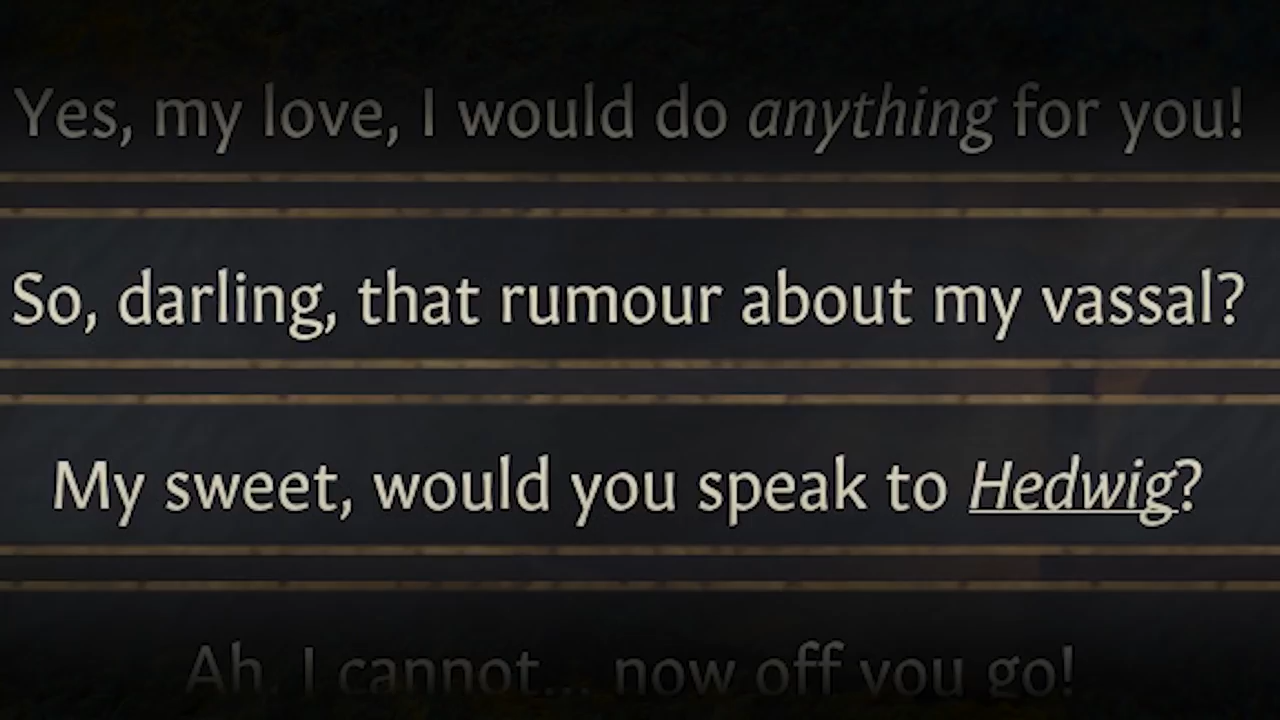 Yes, my love, I would do anything for you!
So, darling, that rumour about my vassal?
My sweet, would you speak to Hedwig?
Ah, I cannot... now off you go!